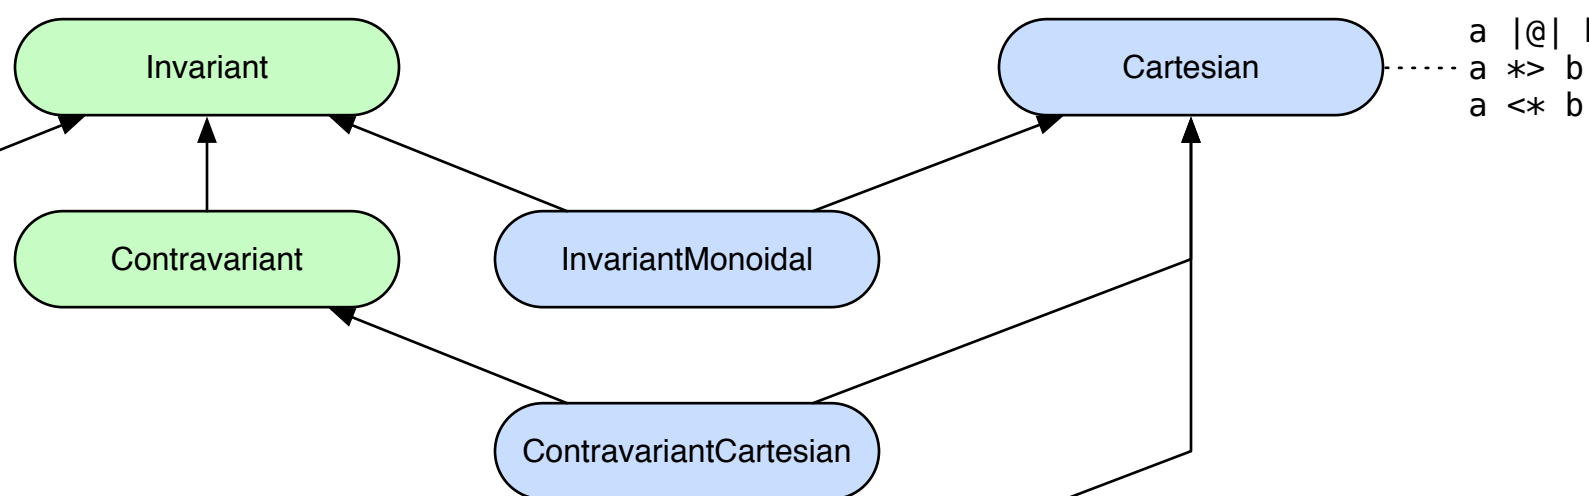 Invariant
Cartesian
a |@|
a *> b
a <* b
Contravariant
InvariantMonoidal
ContravariantCartesian